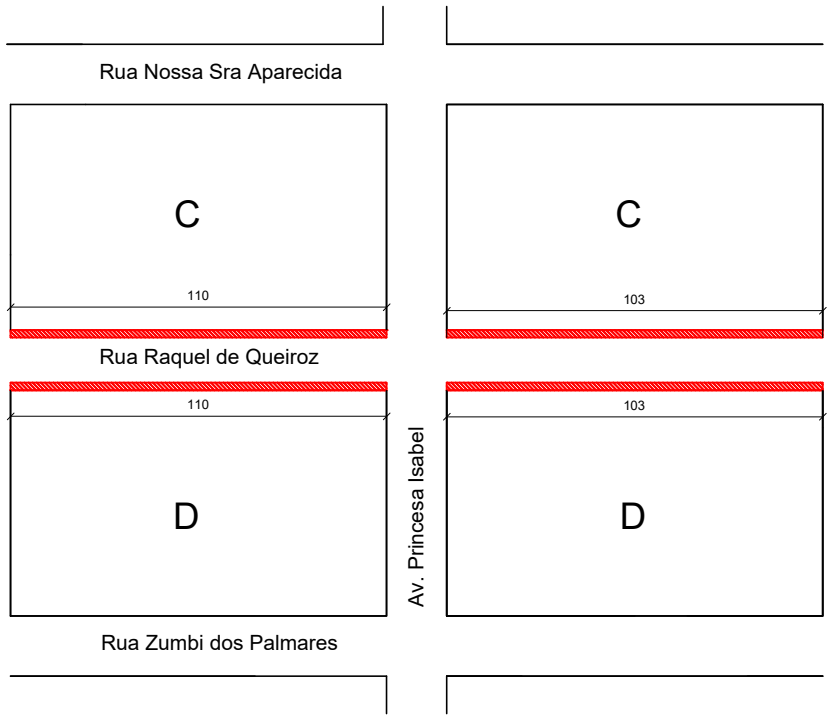 Rua Nossa Sra Aparecida
C
C
110
103
Rua Raquel de Queiroz
110
103
Av. Princesa Isabel
D
D
Rua Zumbi dos Palmares